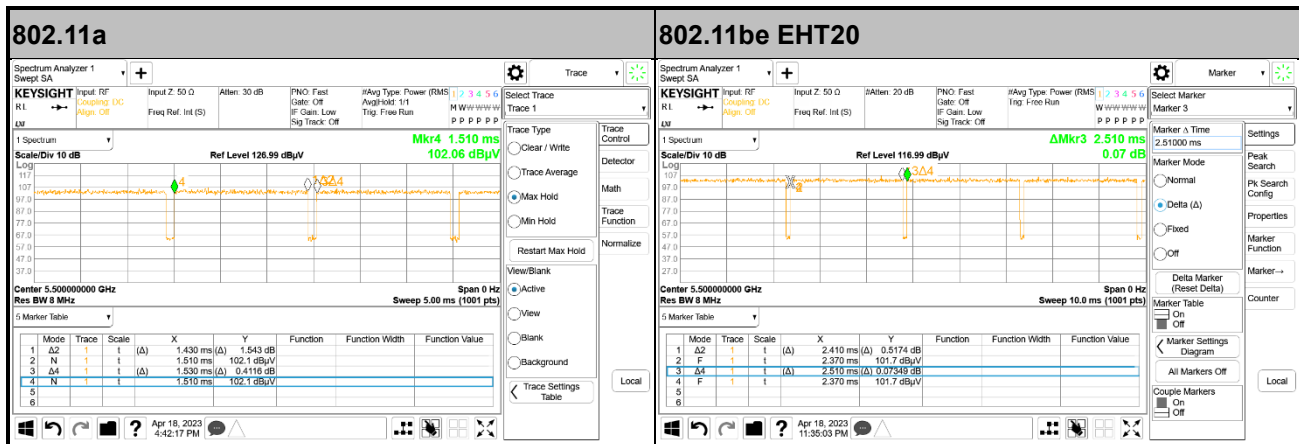 802.11a
802.11be EHT20
Spectrum Analyzer 1
Swept SA
Trace
KEYSIGHT
Input: RF
Coupling: DC
Align: Off
Input Z: 50 Ω
Freq Ref: Int (S)
Atten: 30 dB
PNO: Fast
Gate: Off
IF Gain: Low
Sig Track: Off
#Avg Type: Power (RMS
Avg|Hold: 1/1
Trig: Free Run
1 2 3 4 5 6
M W W W W W
P P P P P P
RL
Select Trace
Trace 1
1 Spectrum
Scale/Div 10 dB
Log
Ref Level 126.99 dBµV
Mkr4 1.510 ms
102.06 dBµV
117
107
97.0
87.0
77.0
67.0
57.0
47.0
37.0
4
3Δ4
Center 5.500000000 GHz
Res BW 8 MHz
Span 0 Hz
Sweep 5.00 ms (1001 pts)
5 Marker Table
Mode Trace Scale X Y Function Function Width Function Value
1 Δ2 1 t (Δ) 1.430 ms (Δ) 1.543 dB
2 N 1 t 1.510 ms 102.1 dBµV
3 Δ4 1 t (Δ) 1.530 ms (Δ) 0.4116 dB
4 N 1 t 1.510 ms 102.1 dBµV
5
6
Trace Type
Clear / Write
Trace Average
Max Hold
Min Hold
Restart Max Hold
View/Blank
Active
View
Blank
Background
Trace Settings
Table
Trace
Control
Detector
Math
Trace
Function
Normalize
Local
Apr 18, 2023
4:42:17 PM
Spectrum Analyzer 1
Swept SA
Marker
KEYSIGHT
Input: RF
Coupling: DC
Align: Off
Input Z: 50 Ω
Freq Ref: Int (S)
#Atten: 20 dB
PNO: Fast
Gate: Off
IF Gain: Low
Sig Track: Off
#Avg Type: Power (RMS
Trig: Free Run
1 2 3 4 5 6
W W W W W W
P P P P P P
RL
Select Marker
Marker 3
1 Spectrum
Scale/Div 10 dB
Log
Ref Level 116.99 dBµV
ΔMkr3 2.510 ms
0.07 dB
107
97.0
87.0
77.0
67.0
57.0
47.0
37.0
27.0
3Δ4
Center 5.500000000 GHz
Res BW 8 MHz
Span 0 Hz
Sweep 10.0 ms (1001 pts)
5 Marker Table
Mode Trace Scale X Y Function Function Width Function Value
1 Δ2 1 t (Δ) 2.410 ms (Δ) 0.5174 dB
2 F 1 t 2.370 ms 101.7 dBµV
3 Δ4 1 t (Δ) 2.510 ms (Δ) 0.07349 dB
4 F 1 t 2.370 ms 101.7 dBµV
5
6
Marker Δ Time
2.51000 ms
Marker Mode
Normal
Delta (Δ)
Fixed
Off
Delta Marker
(Reset Delta)
Marker Table
On
Off
Marker Settings
Diagram
All Markers Off
Couple Markers
On
Off
Settings
Peak
Search
Pk Search
Config
Properties
Marker
Function
Marker→
Counter
Local
Apr 18, 2023
11:35:03 PM